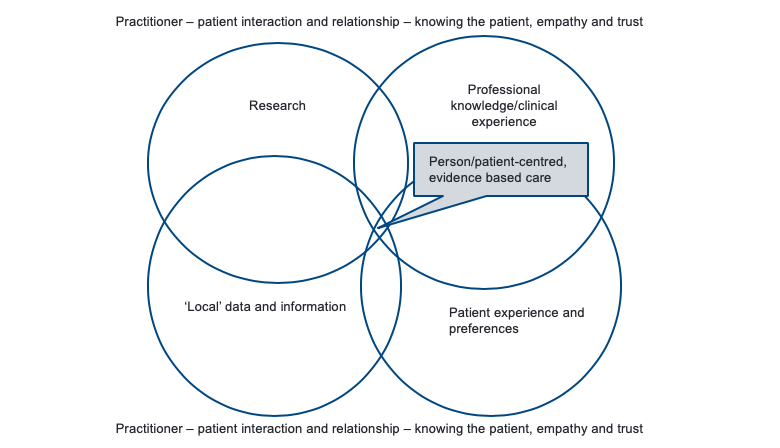 Practitioner – patient interaction and relationship – knowing the patient, empathy and trust
Research
Professional
knowledge/clinical
experience
Person/patient-centred,
evidence based care
‘Local’ data and information
Patient experience and
preferences
Practitioner – patient interaction and relationship – knowing the patient, empathy and trust